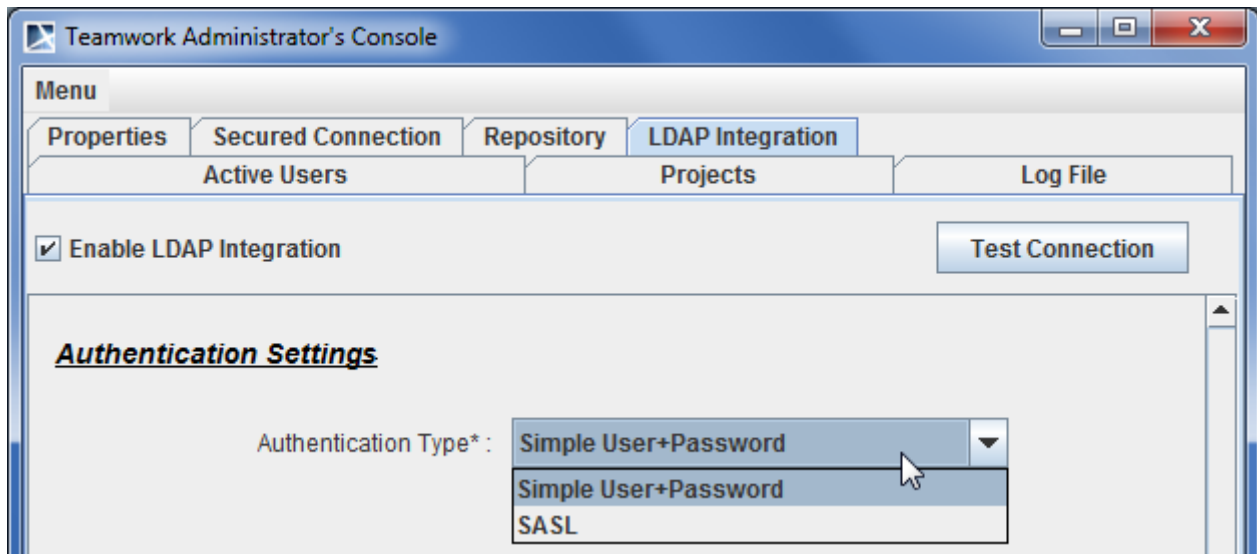 Teamwork Administrator's Console
Menu
Properties Secured Connection Repository LDAP Integration
Active Users Projects Log File
Enable LDAP Integration Test Connection
Authentication Settings
Authentication Type* : Simple User+Password
Simple User+Password
SASL